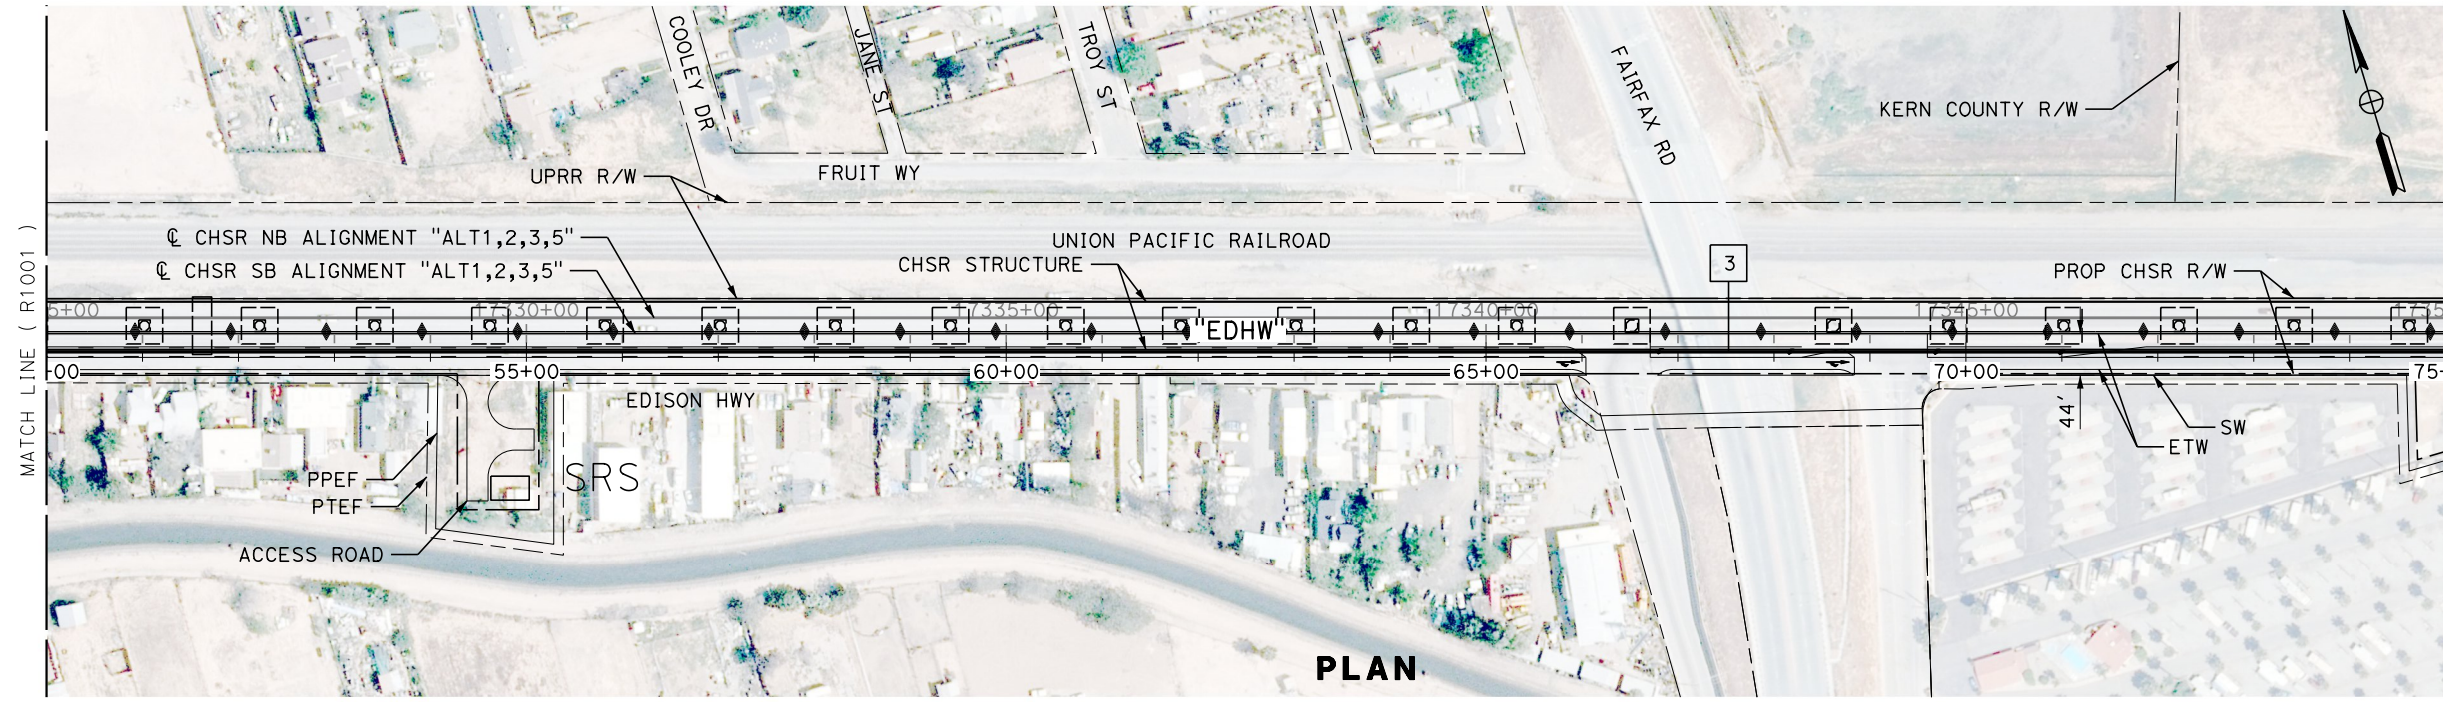 COOLEY DR
JANE ST
TROY ST
FAIRFAX RD
KERN COUNTY R/W
UPRR R/W
FRUIT WY
MATCH LINE ( R1001 )
℄ CHSR NB ALIGNMENT "ALT1,2,3,5"
UNION PACIFIC RAILROAD
℄ CHSR SB ALIGNMENT "ALT1,2,3,5"
CHSR STRUCTURE
3
PROP CHSR R/W
5+00
17330+00
17335+00
17340+00
17345+00
1735
"EDHW"
+00
55+00
60+00
65+00
70+00
75+
EDISON HWY
44'
SW
ETW
PPEF
SRS
PTEF
ACCESS ROAD
PLAN